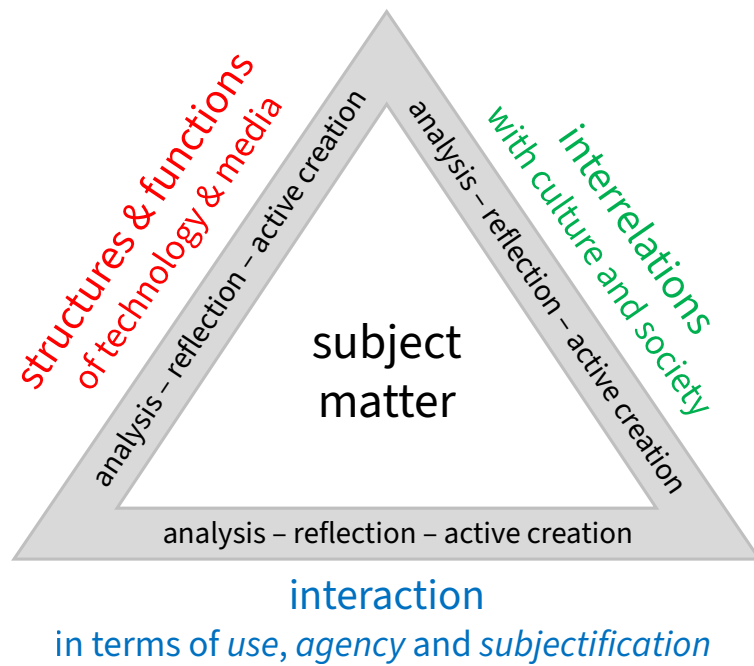 structures & functions
of technology & media
analysis – reflection – active creation
interrelations
with culture and society
analysis – reflection – active creation
subject
matter
analysis – reflection – active creation
interaction
in terms of use, agency and subjectification